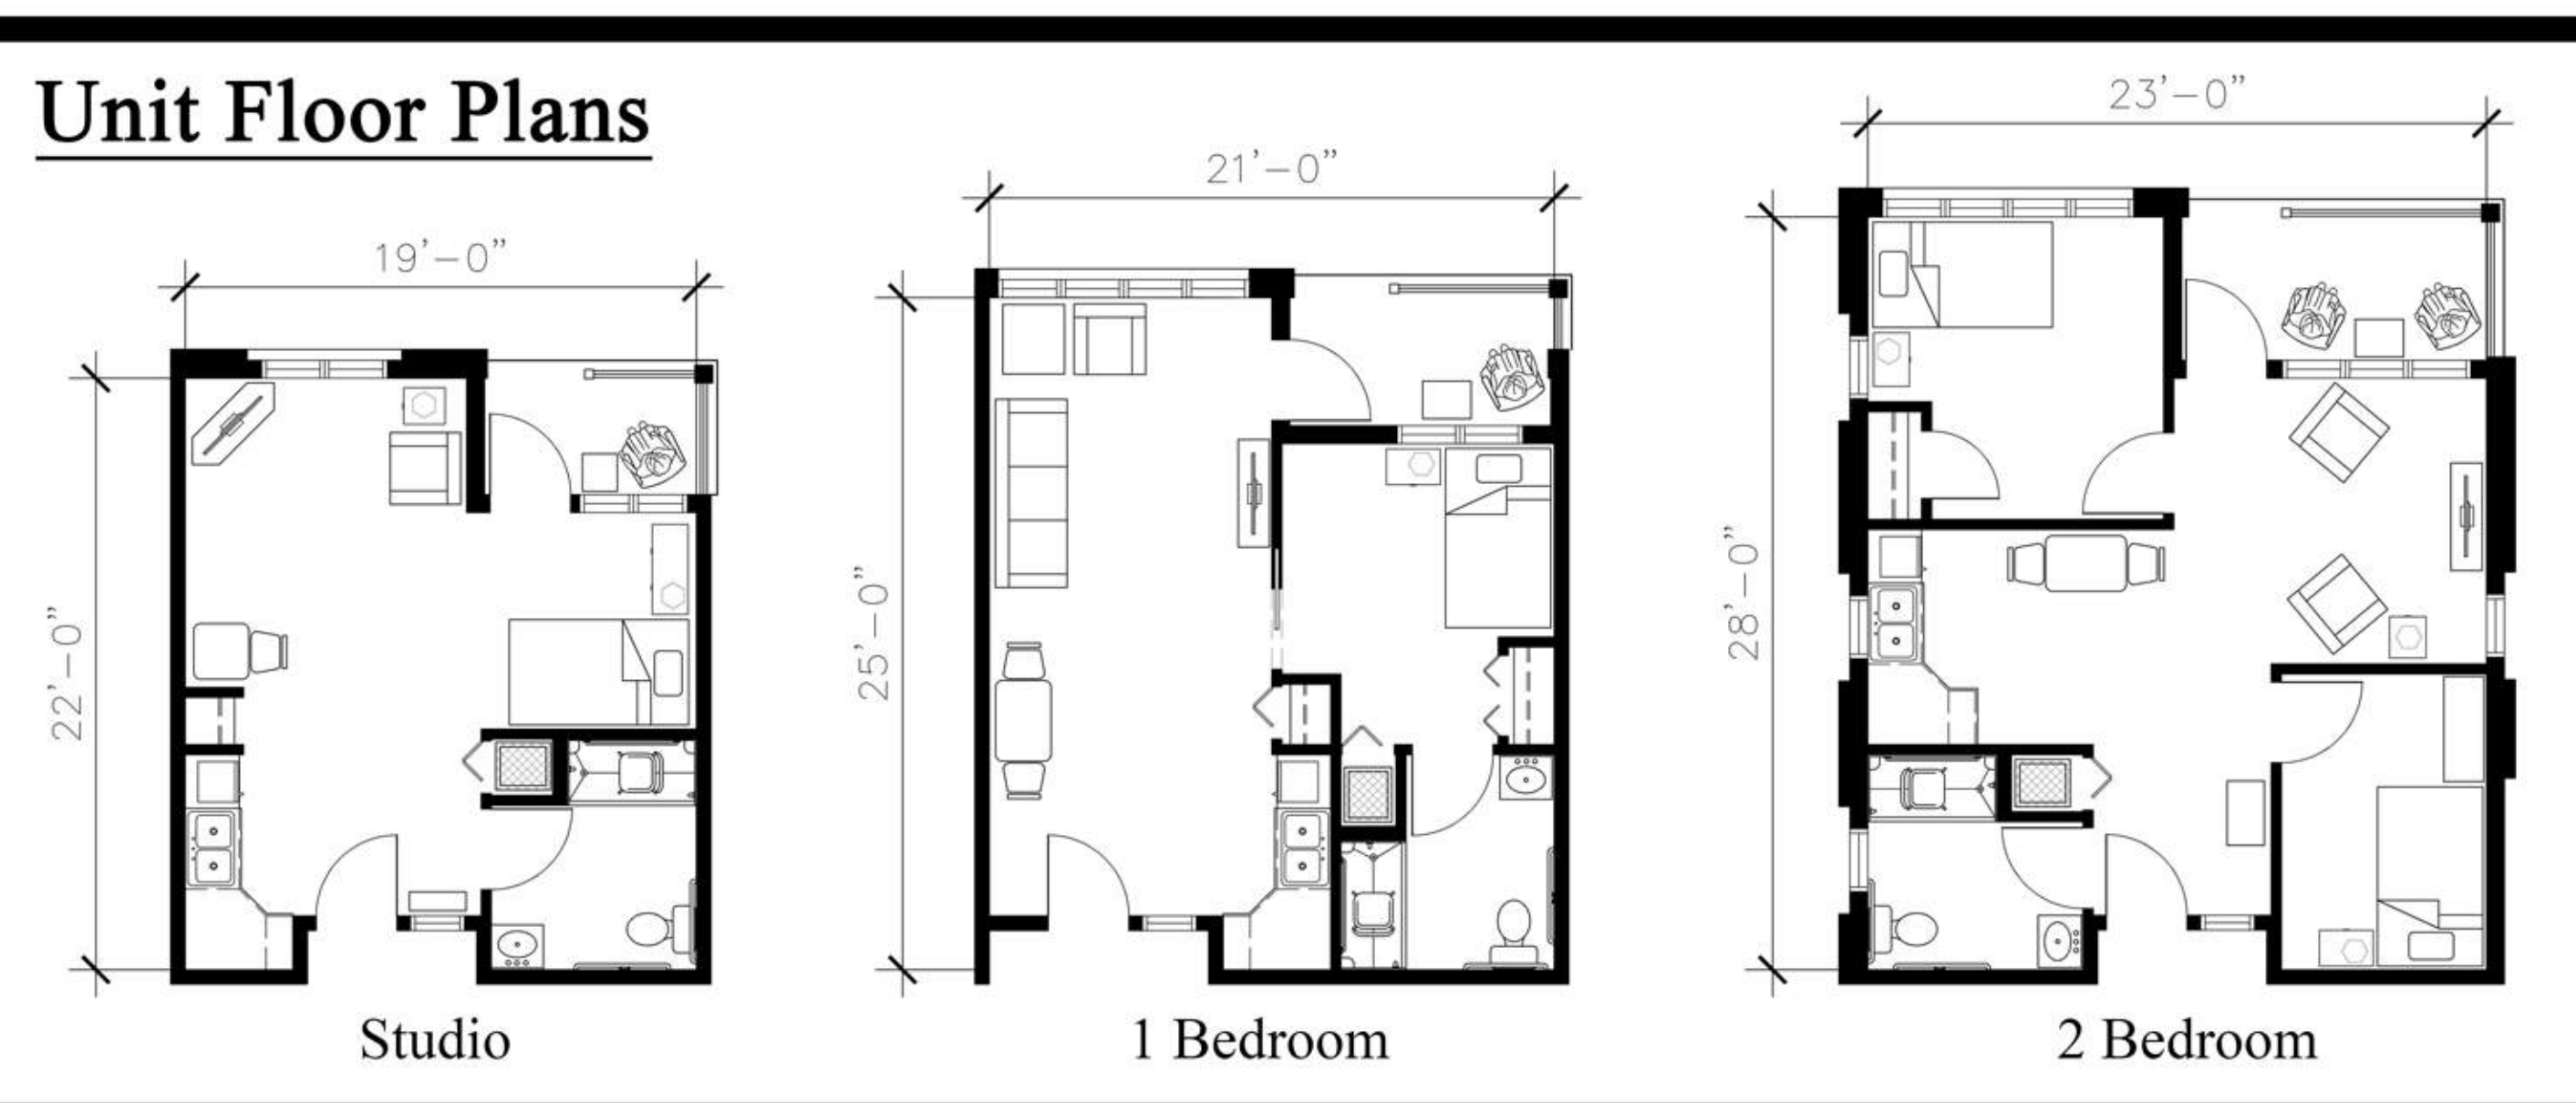 Unit Floor Plans
19'-0"
22'-0"
Studio
21'-0"
25'-0"
1 Bedroom
23'-0"
28'-0"
2 Bedroom